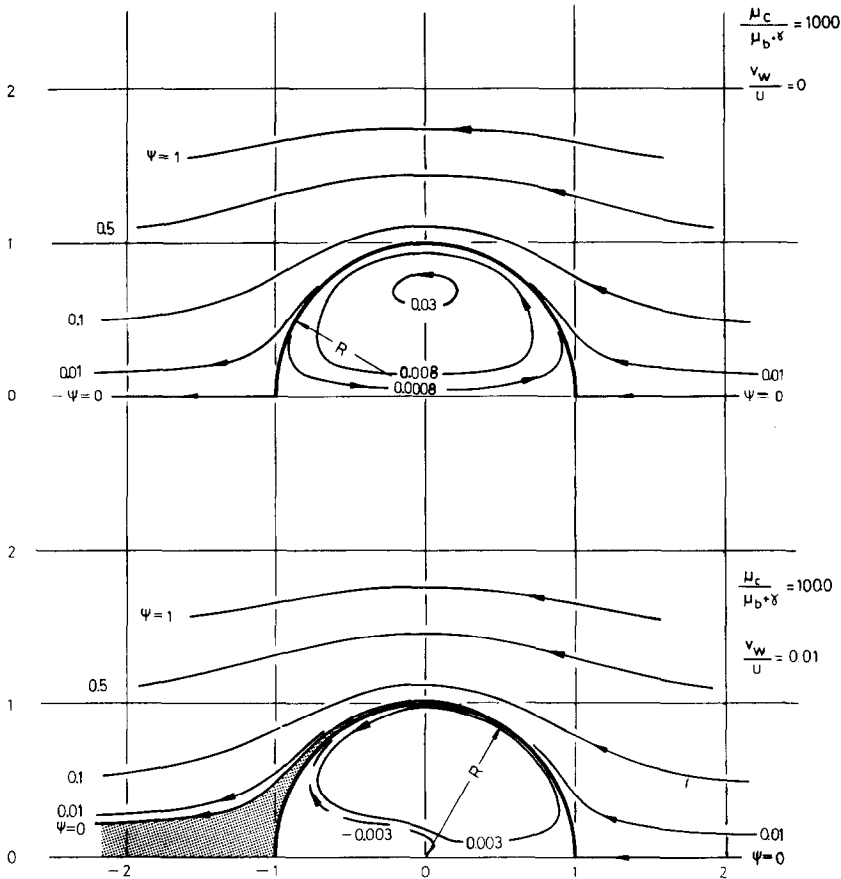 μc / μb+γ = 1000
vw / U = 0
2
ψ = 1
0.5
1
0.03
0.1
R
0.01
0.008
0.01
0.0008
0
- ψ = 0
ψ = 0
2
μc / μb+γ = 1000
ψ = 1
vw / U = 0.01
0.5
1
0.1
R
0.01
ψ=0
-0.003
0.003
0.01
0
ψ=0
-2
-1
0
1
2